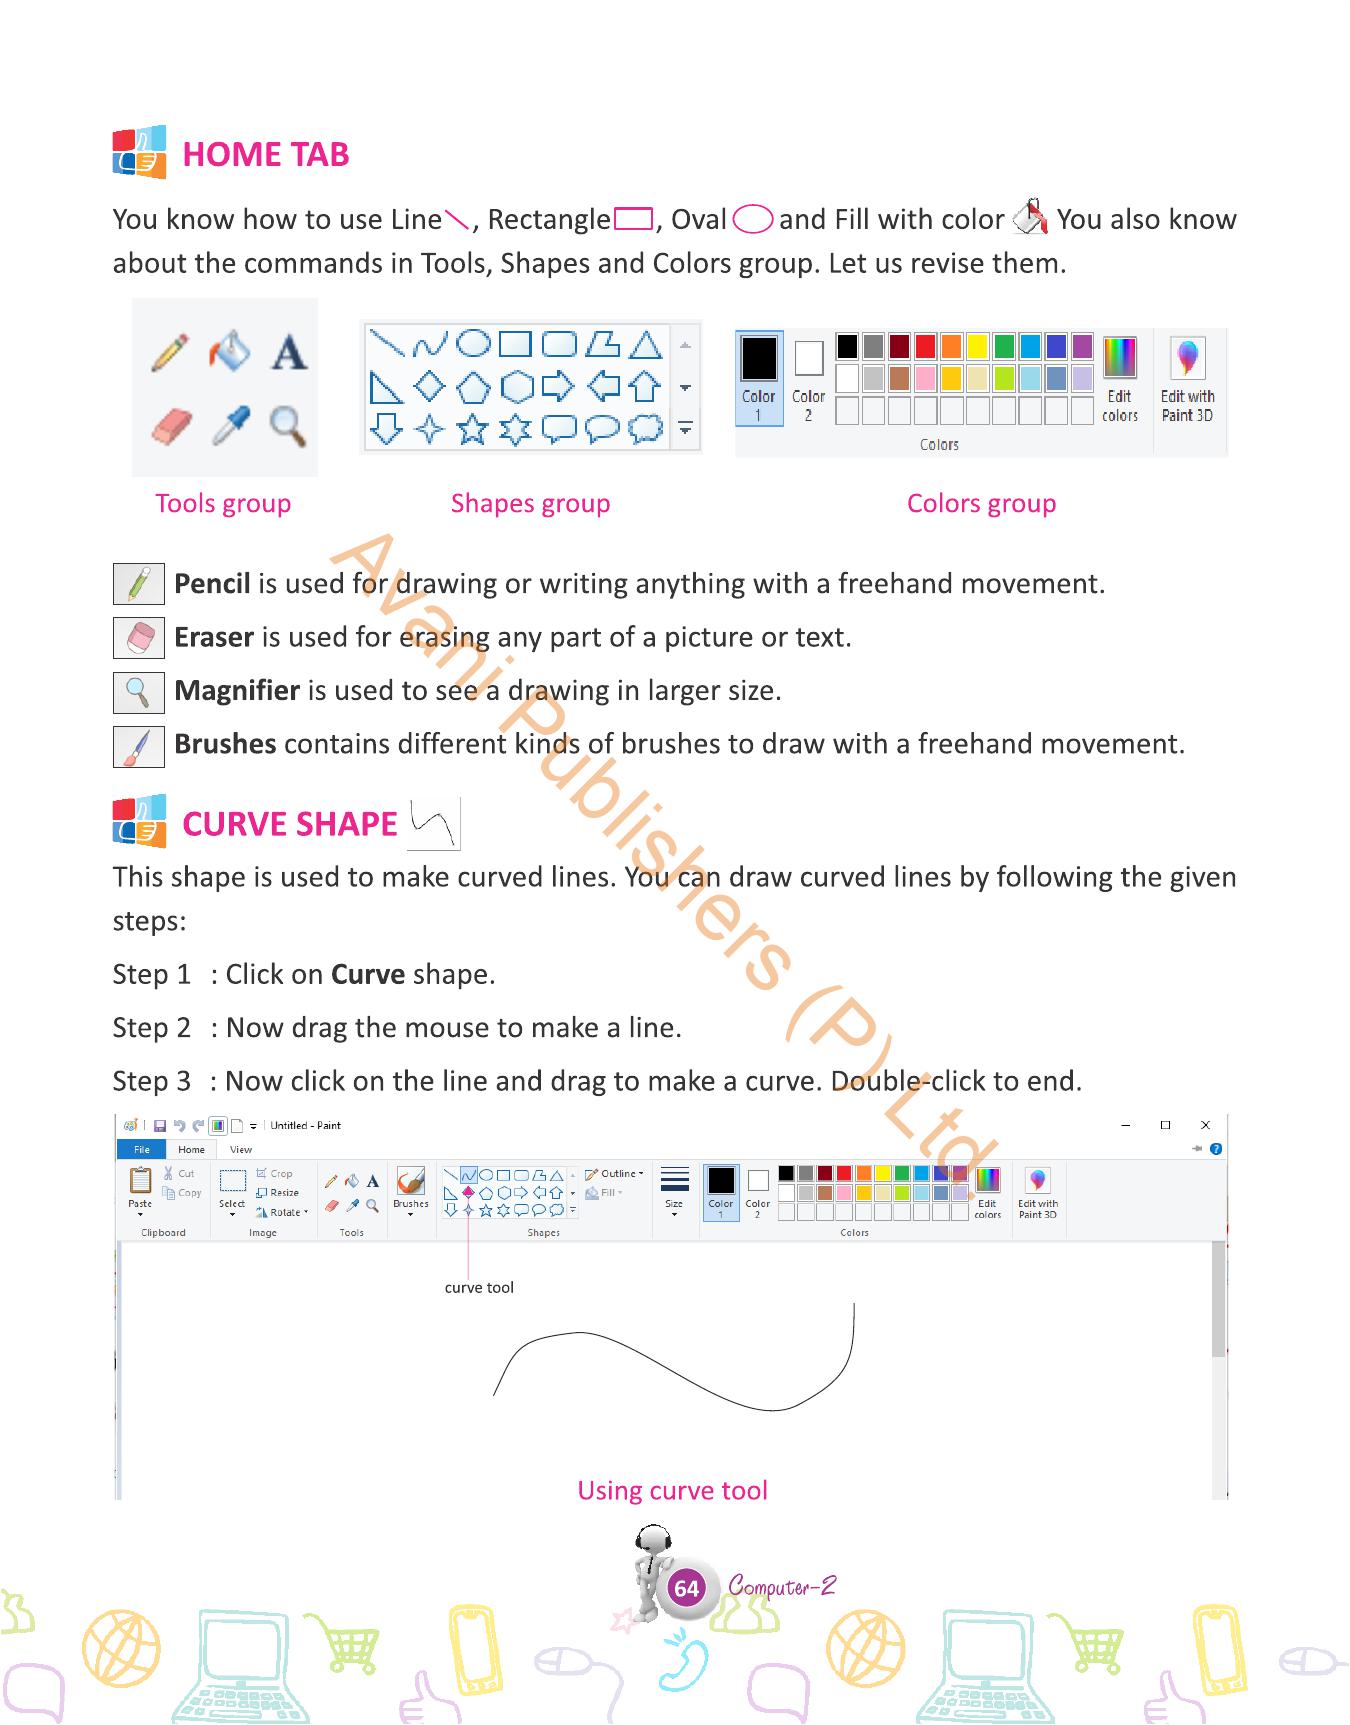 HOME TAB
You know how to use Line , Rectangle , Oval and Fill with color You also know
about the commands in Tools, Shapes and Colors group. Let us revise them.
A
Color
1
Color
2
Edit
colors
Edit with
Paint 3D
Colors
Tools group
Shapes group
Colors group
Pencil is used for drawing or writing anything with a freehand movement.
Eraser is used for erasing any part of a picture or text.
Magnifier is used to see a drawing in larger size.
Brushes contains different kinds of brushes to draw with a freehand movement.
Avani Publishers (P) Ltd.
CURVE SHAPE
This shape is used to make curved lines. You can draw curved lines by following the given
steps:
Step 1 : Click on Curve shape.
Step 2 : Now drag the mouse to make a line.
Step 3 : Now click on the line and drag to make a curve. Double-click to end.
Untitled - Paint
File Home View
Paste
Cut
Copy
Clipboard
Select
Crop
Resize
Rotate
Image
A
Tools
Brushes
Shapes
Outline
Fill
Size
Color
1
Color
2
Colors
Edit
colors
Edit with
Paint 3D
curve tool
Using curve tool
64 Computer-2